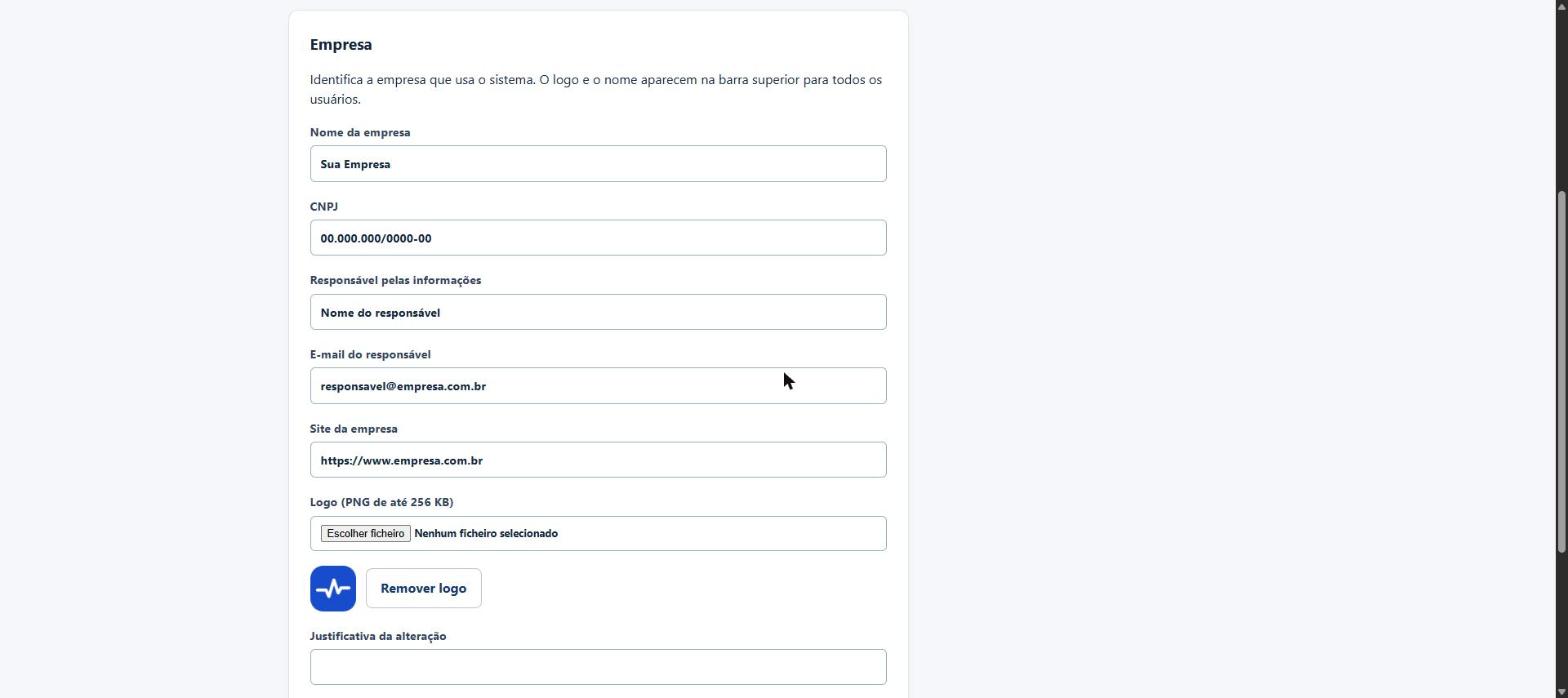 Empresa
Identifica a empresa que usa o sistema. O logo e o nome aparecem na barra superior para todos os
usuários.
Nome da empresa
Sua Empresa
CNPJ
00.000.000/0000-00
Responsável pelas informações
Nome do responsável
E-mail do responsável
responsavel@empresa.com.br
Site da empresa
https://www.empresa.com.br
Logo (PNG de até 256 KB)
Escolher ficheiro Nenhum ficheiro selecionado
Remover logo
Justificativa da alteração